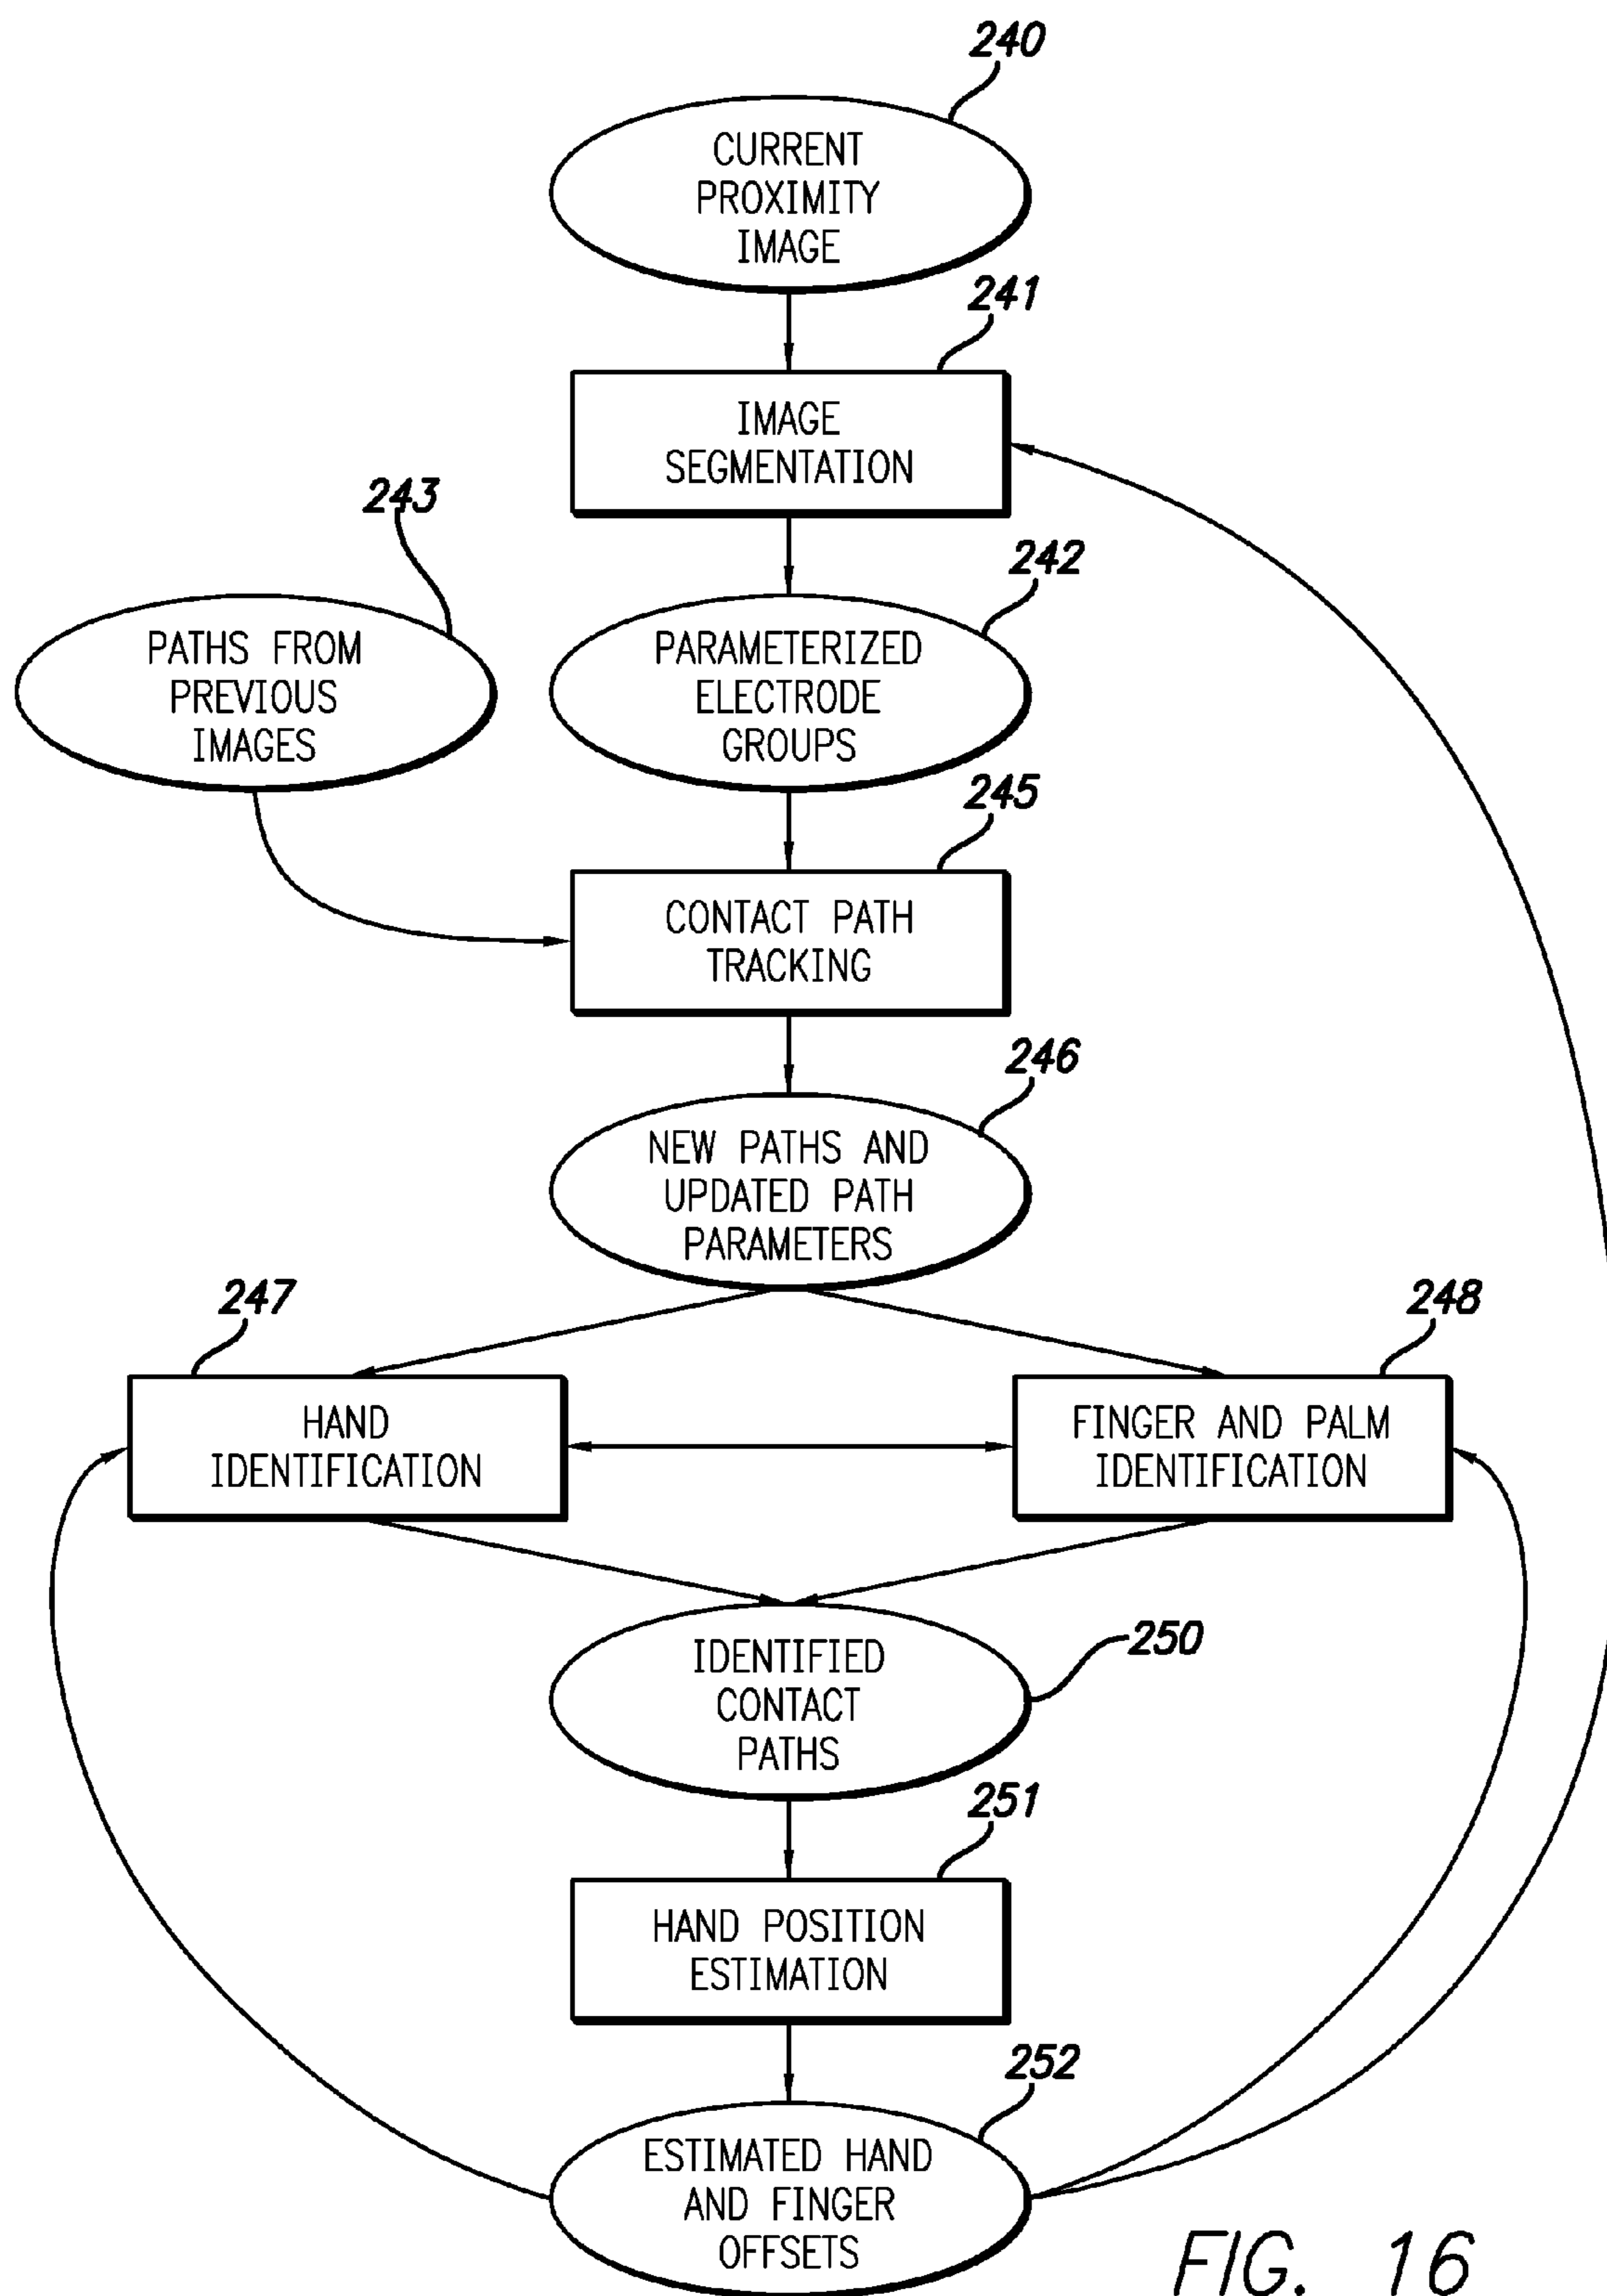 240
CURRENT
PROXIMITY
IMAGE
241
IMAGE
SEGMENTATION
243
242
PATHS FROM
PREVIOUS
IMAGES
PARAMETERIZED
ELECTRODE
GROUPS
245
CONTACT PATH
TRACKING
246
NEW PATHS AND
UPDATED PATH
PARAMETERS
247
248
HAND
IDENTIFICATION
FINGER AND PALM
IDENTIFICATION
250
IDENTIFIED
CONTACT
PATHS
251
HAND POSITION
ESTIMATION
252
ESTIMATED HAND
AND FINGER
OFFSETS
FIG. 16